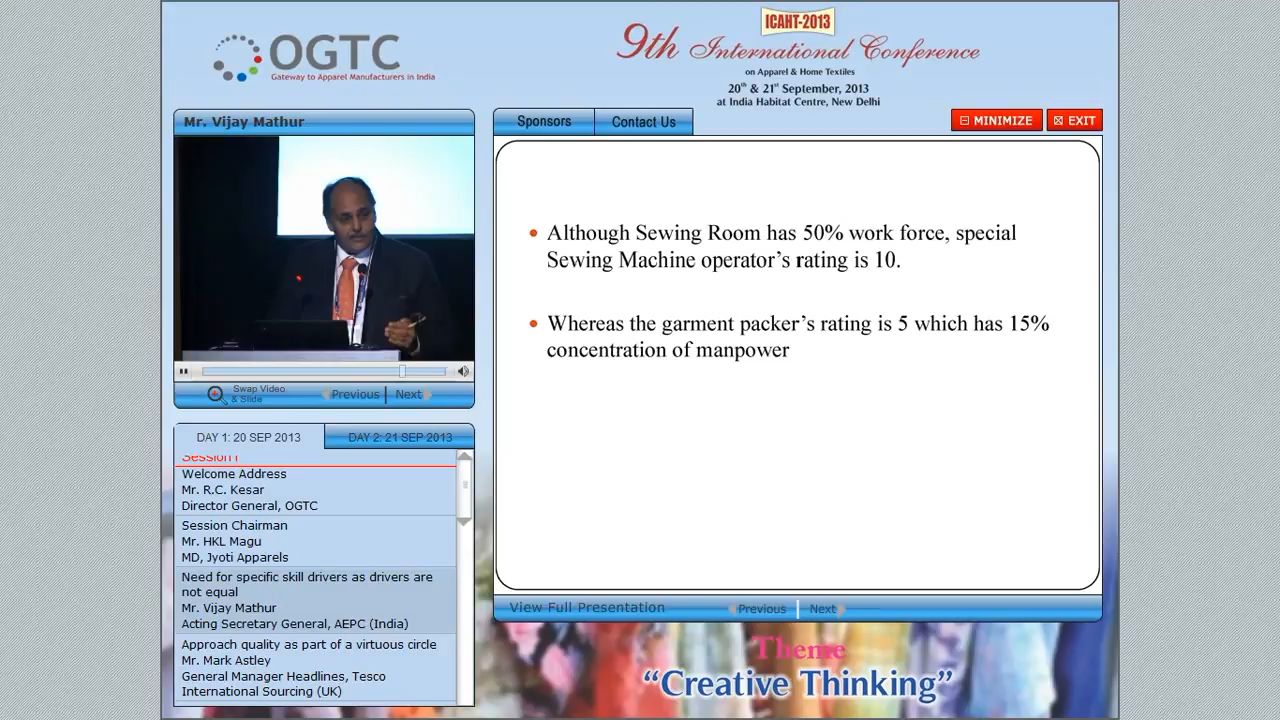 OGTC
Gateway to Apparel Manufacturers in India
ICAHT-2013
9th International Conference
on Apparel & Home Textiles
20th & 21st September, 2013
at India Habitat Centre, New Delhi
Mr. Vijay Mathur
Sponsors
Contact Us
MINIMIZE
EXIT
Although Sewing Room has 50% work force, special
Sewing Machine operator's rating is 10.
Whereas the garment packer's rating is 5 which has 15%
concentration of manpower
Swap Video
& Slide
Previous
Next
DAY 1: 20 SEP 2013
DAY 2: 21 SEP 2013
Session I
Welcome Address
Mr. R.C. Kesar
Director General, OGTC
Session Chairman
Mr. HKL Magu
MD, Jyoti Apparels
Need for specific skill drivers as drivers are
not equal
Mr. Vijay Mathur
Acting Secretary General, AEPC (India)
Approach quality as part of a virtuous circle
Mr. Mark Astley
General Manager Headlines, Tesco
International Sourcing (UK)
View Full Presentation
Previous
Next
Theme
“Creative Thinking”